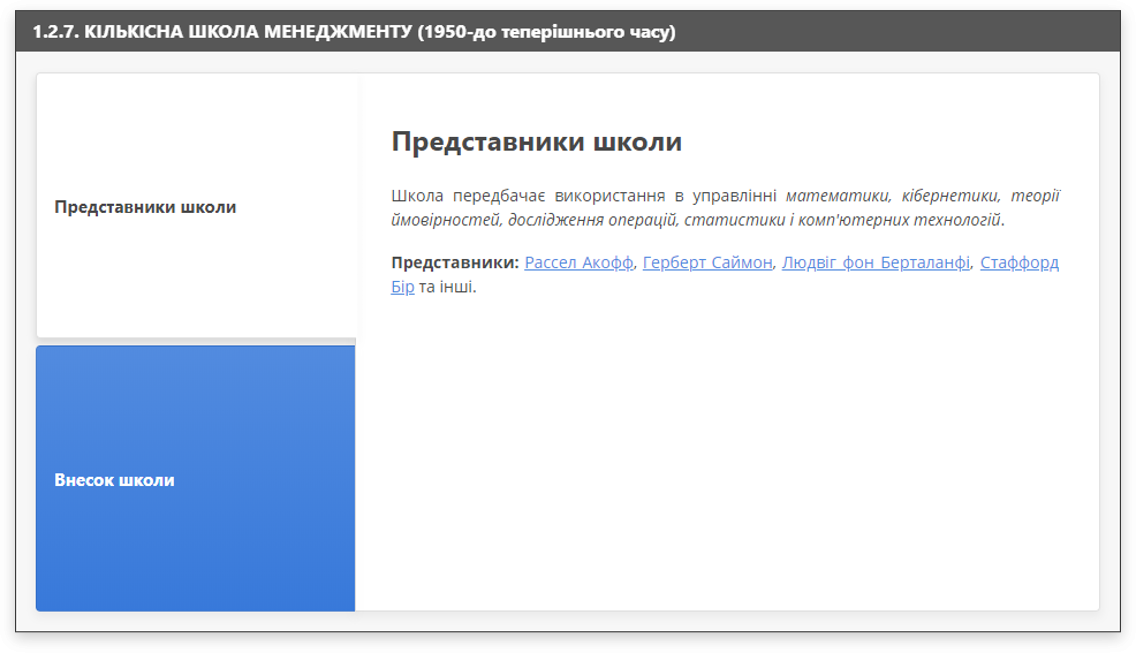 1.2.7. КІЛЬКІСНА ШКОЛА МЕНЕДЖМЕНТУ (1950-до теперішнього часу)
Представники школи
Внесок школи
Представники школи
Школа передбачає використання в управлінні математики, кібернетики, теорії
ймовірностей, дослідження операцій, статистики і комп'ютерних технологій.
Представники: Рассел Акофф, Герберт Саймон, Людвіг фон Берталанфі, Стаффорд
Бір та інші.